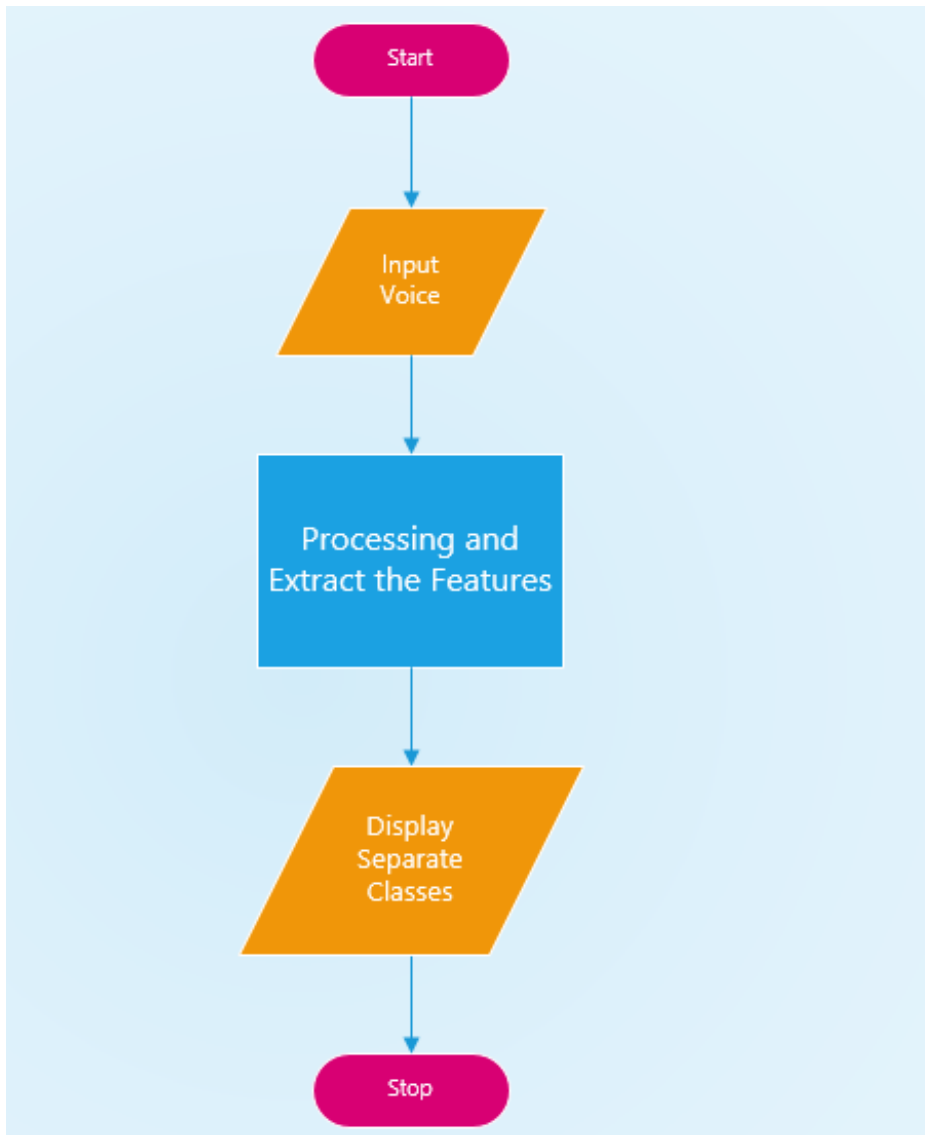 Start
Input
Voice
Processing and
Extract the Features
Display
Separate
Classes
Stop